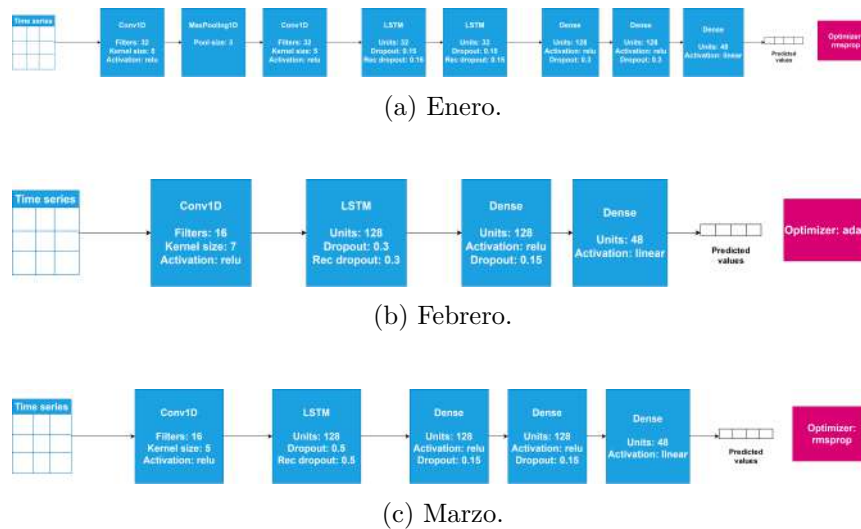 Time series
Conv1D
Filters: 32
Kernel size: 5
Activation: relu
MaxPooling1D
Pool size: 3
Conv1D
Filters: 32
Kernel size: 5
Activation: relu
LSTM
Units: 32
Dropout: 0.15
Rec dropout: 0.15
LSTM
Units: 32
Dropout: 0.15
Rec dropout: 0.15
Dense
Units: 128
Activation: relu
Dropout: 0.3
Dense
Units: 128
Activation: relu
Dropout: 0.3
Dense
Units: 48
Activation: linear
Predicted
values
Optimizer:
rmsprop
(a) Enero.
Time series
Conv1D
Filters: 16
Kernel size: 7
Activation: relu
LSTM
Units: 128
Dropout: 0.3
Rec dropout: 0.3
Dense
Units: 128
Activation: relu
Dropout: 0.15
Dense
Units: 48
Activation: linear
Predicted
values
Optimizer: ada
(b) Febrero.
Time series
Conv1D
Filters: 16
Kernel size: 5
Activation: relu
LSTM
Units: 128
Dropout: 0.5
Rec dropout: 0.5
Dense
Units: 128
Activation: relu
Dropout: 0.15
Dense
Units: 128
Activation: relu
Dropout: 0.15
Dense
Units: 48
Activation: linear
Predicted
values
Optimizer:
rmsprop
(c) Marzo.